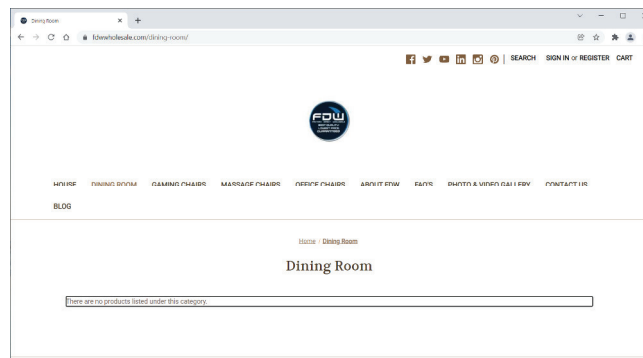 Dining Room
fdwwholesale.com/dining-room/
SEARCH SIGN IN or REGISTER CART
FDW
HOUSE DINING ROOM GAMING CHAIRS MASSAGE CHAIRS OFFICE CHAIRS ABOUT FDW FAQ'S PHOTO & VIDEO GALLERY CONTACT US
BLOG
Home / Dining Room
Dining Room
There are no products listed under this category.